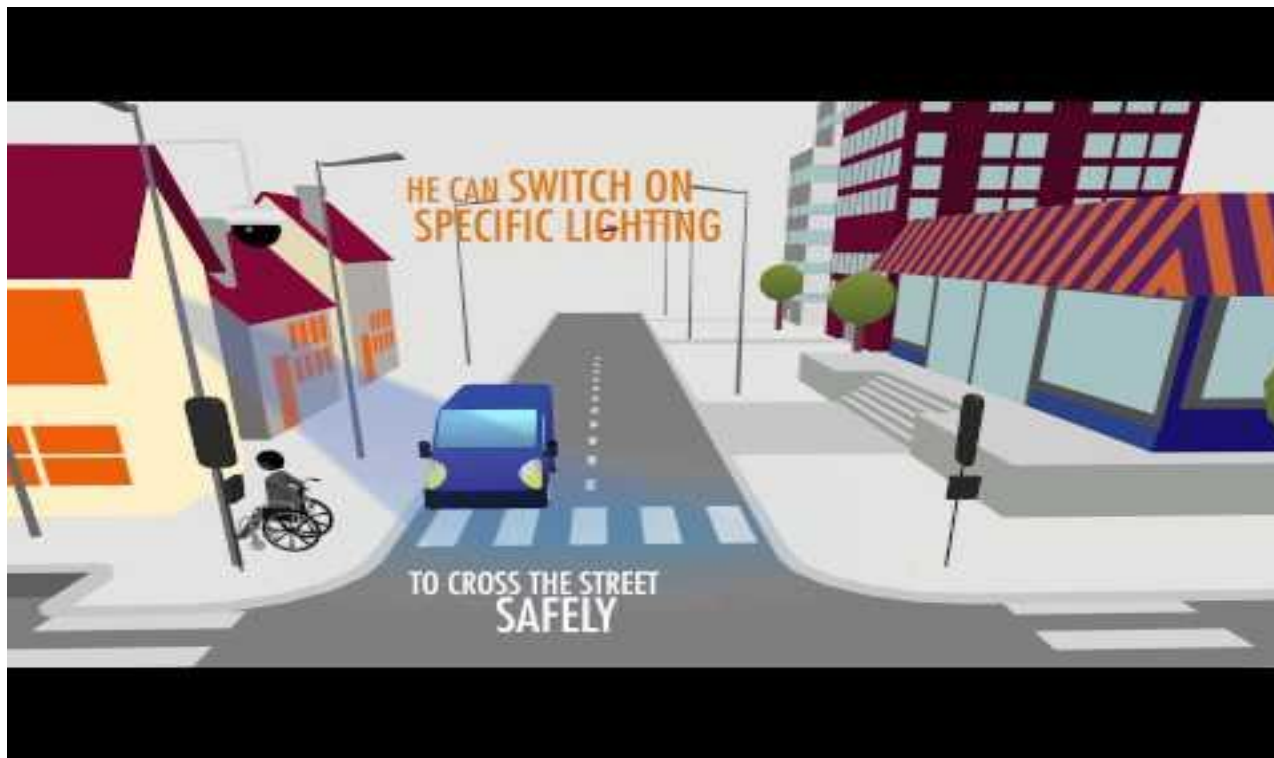 HE CAN SWITCH ON
SPECIFIC LIGHTING
TO CROSS THE STREET
SAFELY